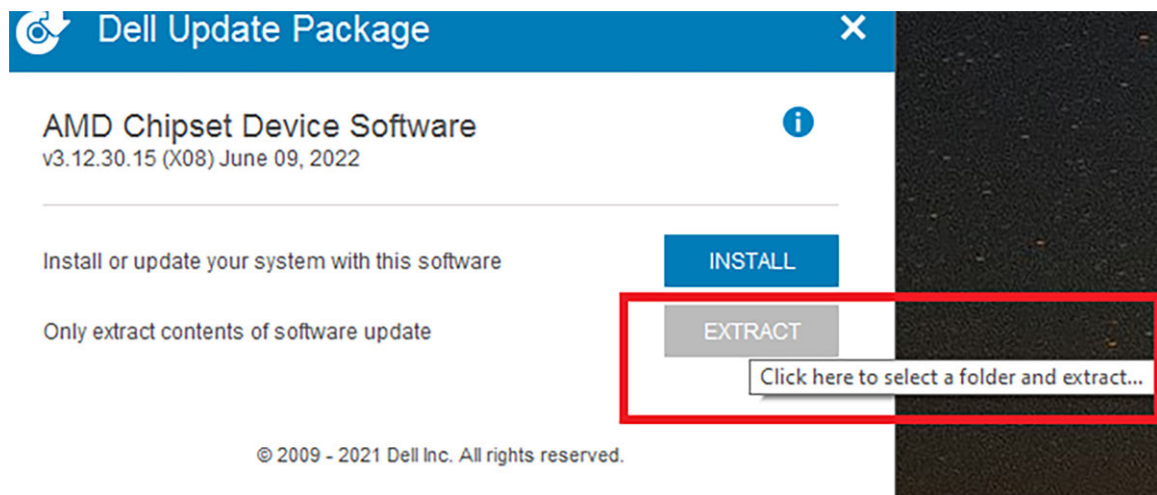 Dell Update Package
AMD Chipset Device Software
v3.12.30.15 (X08) June 09, 2022
Install or update your system with this software
INSTALL
Only extract contents of software update
EXTRACT
Click here to select a folder and extract...
© 2009 - 2021 Dell Inc. All rights reserved.